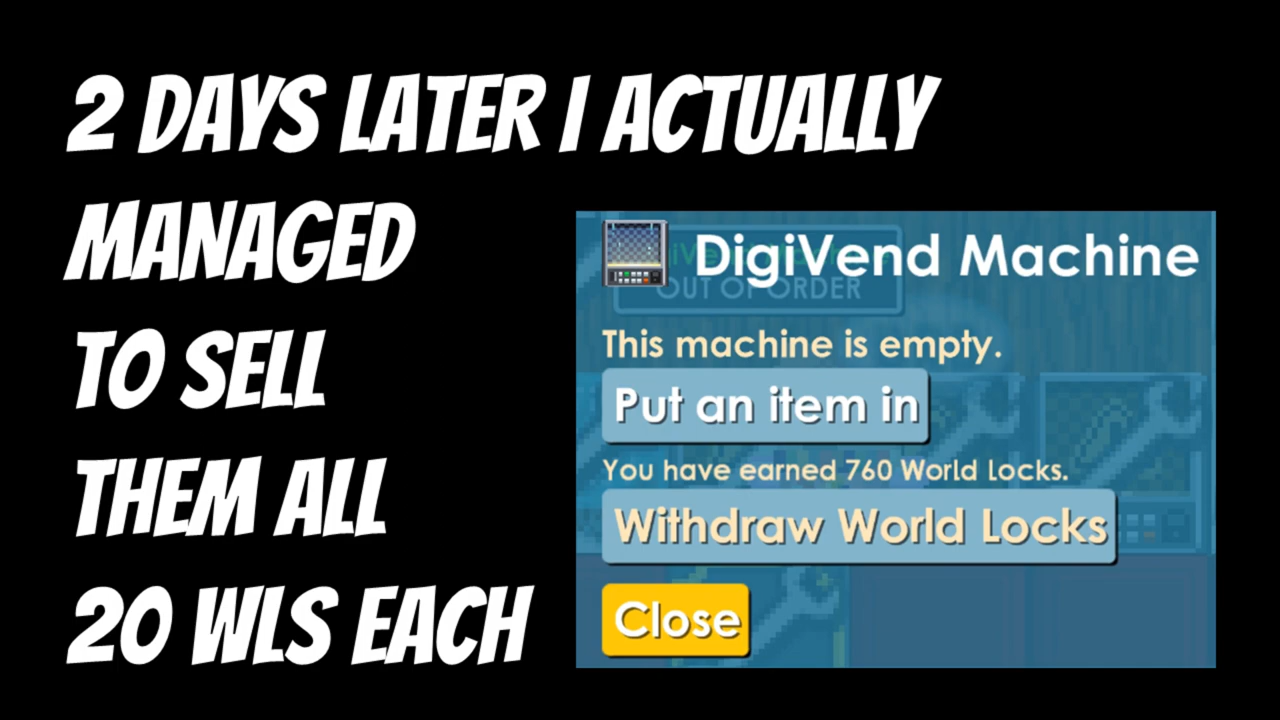 2 DAYS LATER I ACTUALLY
MANAGED
TO SELL
THEM ALL
20 WLS EACH
DigiVend Machine
OUT OF ORDER
This machine is empty.
Put an item in
You have earned 760 World Locks.
Withdraw World Locks
Close